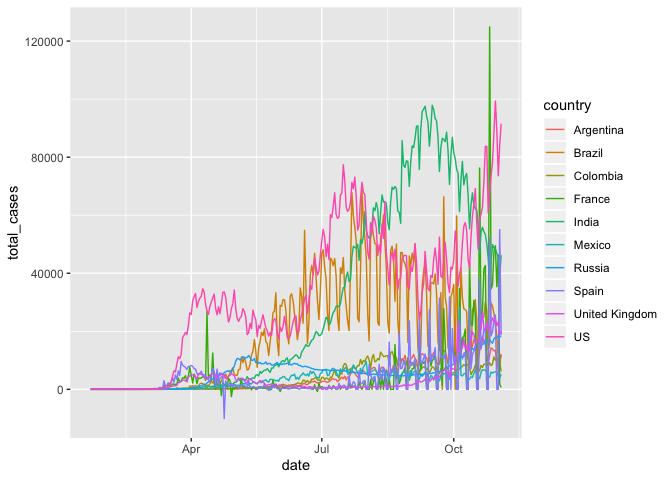 120000
80000
40000
0
total_cases
Apr
Jul
Oct
date
country
Argentina
Brazil
Colombia
France
India
Mexico
Russia
Spain
United Kingdom
US